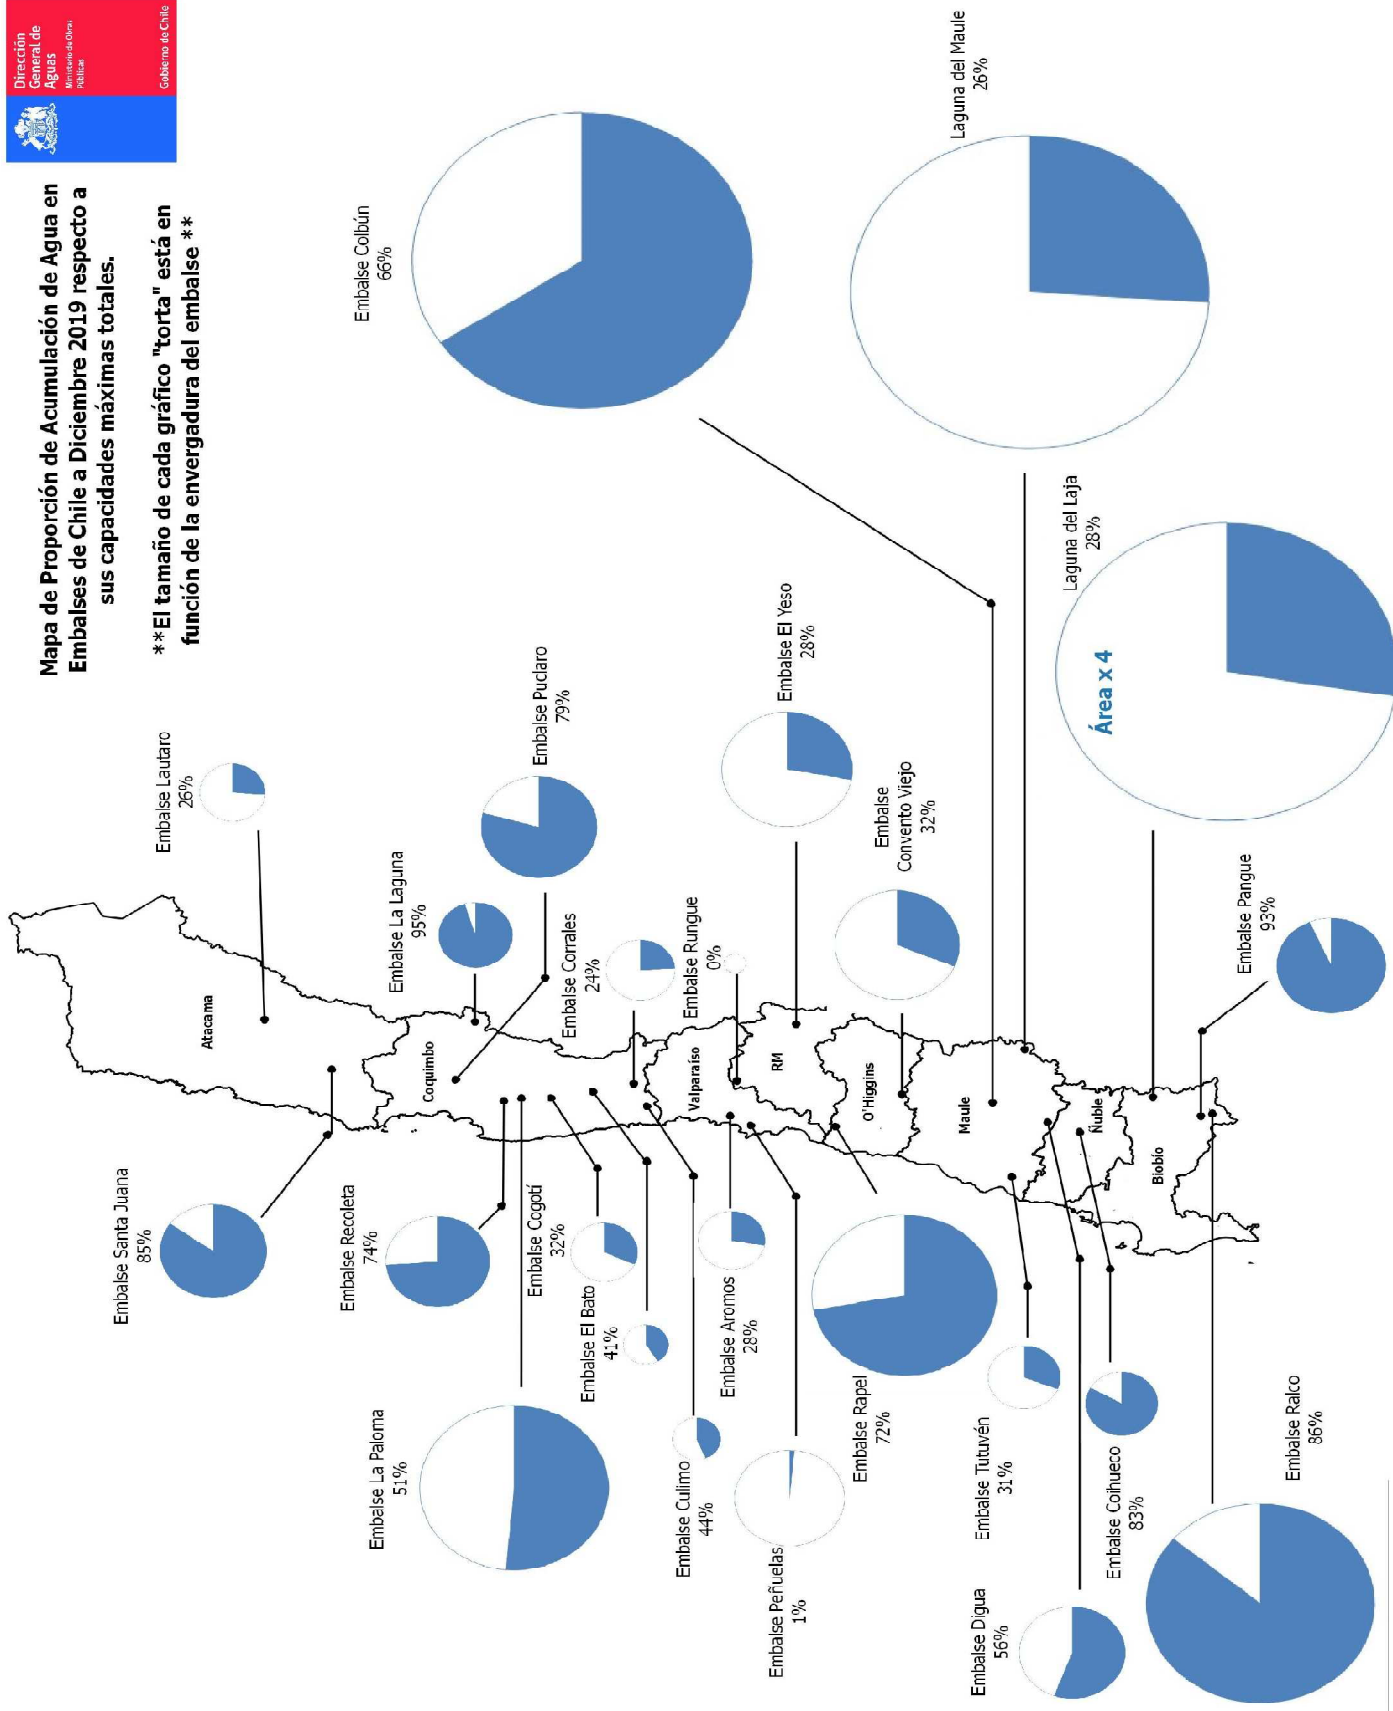 Dirección
General de
Aguas
Ministerio de Obras
Públicas
Gobierno de Chile
Mapa de Proporción de Acumulación de Agua en
Embalses de Chile a Diciembre 2019 respecto a
sus capacidades máximas totales.
**El tamaño de cada gráfico "torta" está en
función de la envergadura del embalse **
Embalse Santa Juana
85%
Atacama
Embalse Lautaro
26%
Embalse La Paloma
51%
Embalse Recoleta
74%
Coquimbo
Embalse La Laguna
95%
Embalse Puclaro
79%
Embalse Colbún
66%
Embalse Cogotí
32%
Embalse Corrales
24%
Embalse El Bato
41%
Embalse Culimo
44%
Embalse Aromos
28%
Valparaíso
Embalse Rungue
0%
Embalse Peñuelas
1%
RM
Embalse El Yeso
28%
Embalse Rapel
72%
O'Higgins
Embalse
Convento Viejo
32%
Laguna del Maule
26%
Embalse Tutuvén
31%
Maule
Embalse Digua
56%
Embalse Coihueco
83%
Ñuble
Laguna del Laja
28%
Área x 4
Biobío
Embalse Pangue
93%
Embalse Ralco
86%